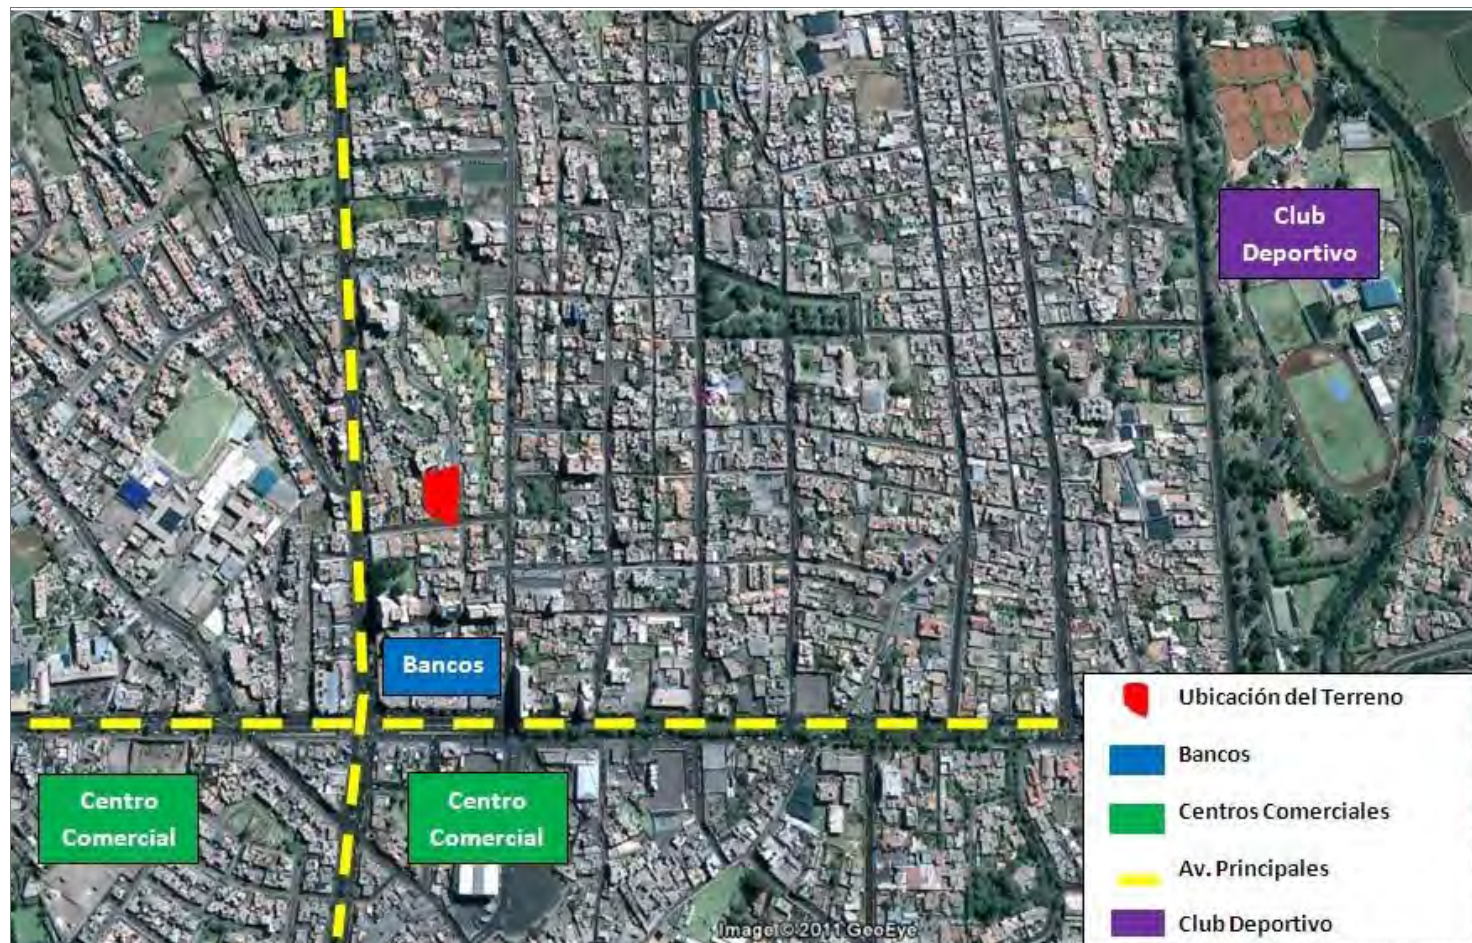 Club
Deportivo
Bancos
Centro
Comercial
Centro
Comercial
Ubicación del Terreno
Bancos
Centros Comerciales
Av. Principales
Club Deportivo
Image © 2011 GeoEye